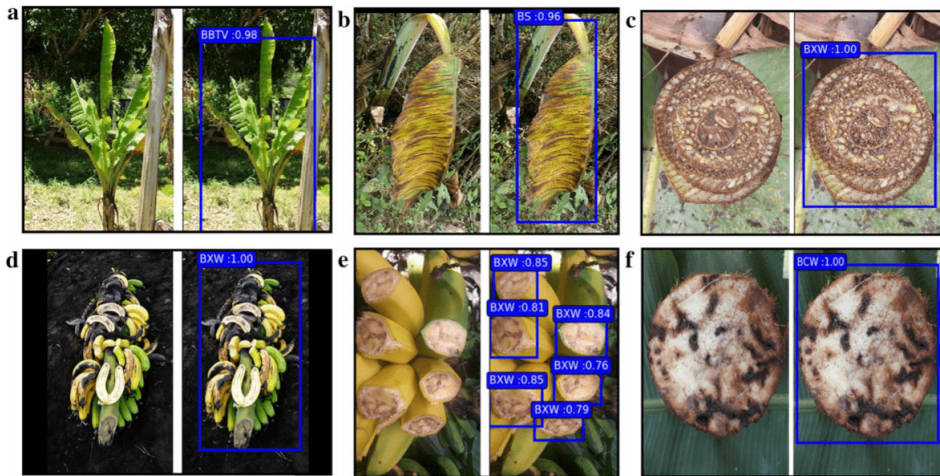 a
BBTV :0.98
b
BS :0.96
c
BXW :1.00
d
BXW :1.00
e
BXW :0.85
BXW :0.81
BXW :0.84
BXW :0.76
BXW :0.85
BXW :0.79
f
BCW :1.00